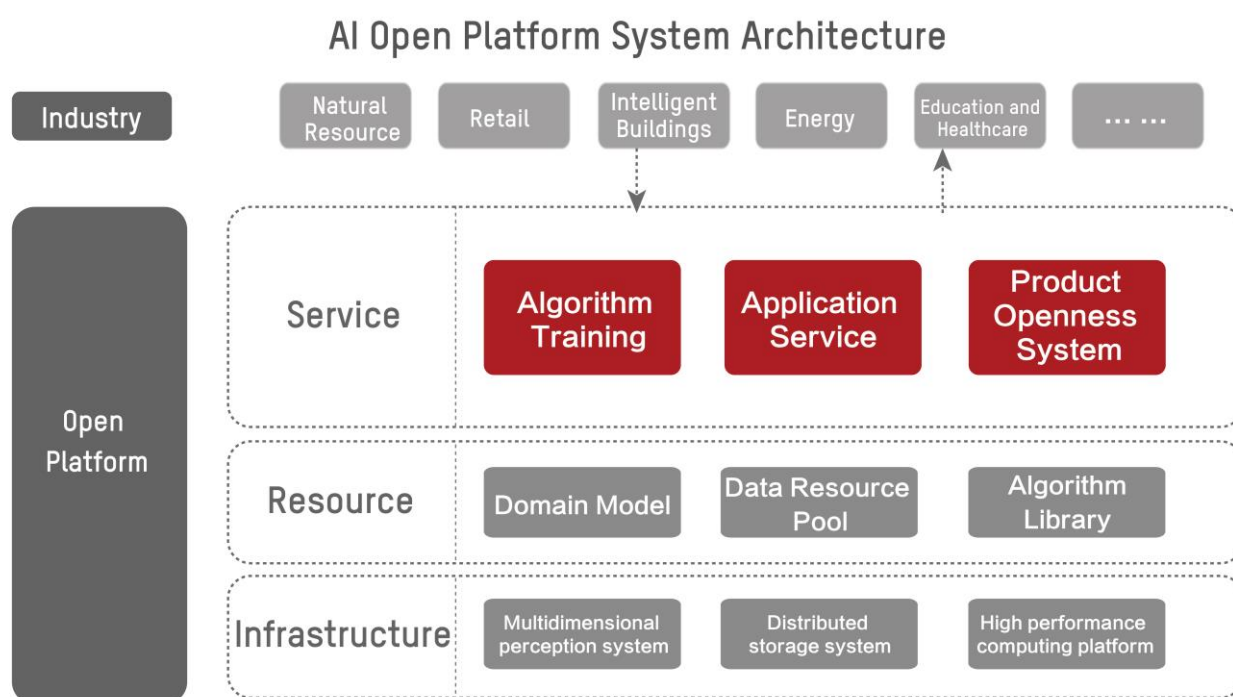 AI Open Platform System Architecture
Industry
Natural
Resource
Retail
Intelligent
Buildings
Energy
Education and
Healthcare
... ...
Open
Platform
Service
Algorithm
Training
Application
Service
Product
Openness
System
Resource
Domain Model
Data Resource
Pool
Algorithm
Library
Infrastructure
Multidimensional
perception system
Distributed
storage system
High performance
computing platform